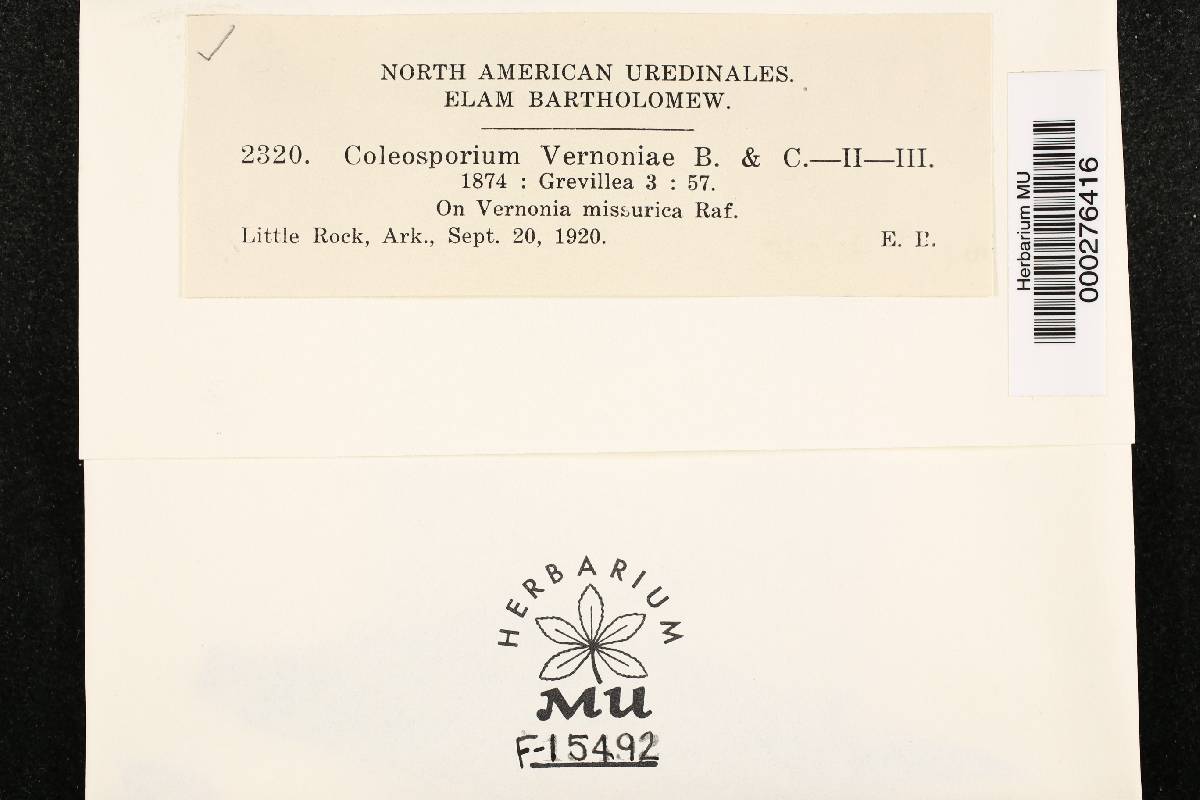 NORTH AMERICAN UREDINALES.
ELAM BARTHOLOMEW.
2320. Coleosporium Vernoniae B. & C.—II—III.
1874 : Grevillea 3 : 57.
On Vernonia missurica Raf.
Little Rock, Ark., Sept. 20, 1920. E. B.
Herbarium MU
000276416
HERBARIUM
MU
F-15492